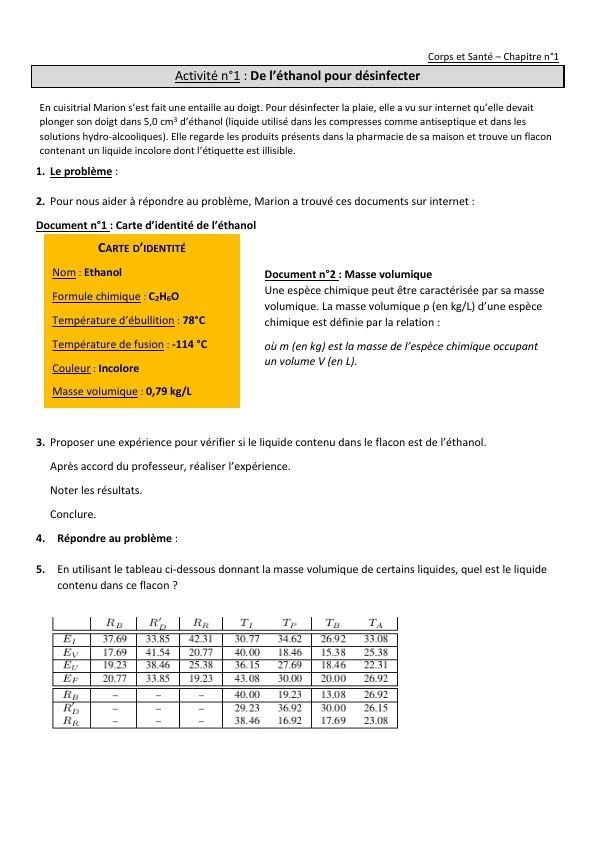 Corps et Santé – Chapitre n°1
Activité n°1 : De l'éthanol pour désinfecter
En cuisitrial Marion s'est fait une entaille au doigt. Pour désinfecter la plaie, elle a vu sur internet qu'elle devait
plonger son doigt dans 5,0 cm³ d'éthanol (liquide utilisé dans les compresses comme antiseptique et dans les
solutions hydro-alcooliques). Elle regarde les produits présents dans la pharmacie de sa maison et trouve un flacon
contenant un liquide incolore dont l'étiquette est illisible.
1. Le problème :
2. Pour nous aider à répondre au problème, Marion a trouvé ces documents sur internet :
Document n°1 : Carte d'identité de l'éthanol
CARTE D'IDENTITÉ
Nom : Ethanol
Formule chimique : C₂H₆O
Température d'ébullition : 78°C
Température de fusion : -114 °C
Couleur : Incolore
Masse volumique : 0,79 kg/L
Document n°2 : Masse volumique
Une espèce chimique peut être caractérisée par sa masse
volumique. La masse volumique ρ (en kg/L) d'une espèce
chimique est définie par la relation :
où m (en kg) est la masse de l'espèce chimique occupant
un volume V (en L).
3. Proposer une expérience pour vérifier si le liquide contenu dans le flacon est de l'éthanol.
Après accord du professeur, réaliser l'expérience.
Noter les résultats.
Conclure.
4. Répondre au problème :
5. En utilisant le tableau ci-dessous donnant la masse volumique de certains liquides, quel est le liquide
contenu dans ce flacon ?
R_B R'_D R_R T_I T_P T_B T_A
E_I 37.69 33.85 42.31 30.77 34.62 26.92 33.08
E_V 17.69 41.54 20.77 40.00 18.46 15.38 25.38
E_U 19.23 38.46 25.38 36.15 27.69 18.46 22.31
E_F 20.77 33.85 19.23 43.08 30.00 20.00 26.92
R_B – – – 40.00 19.23 13.08 26.92
R'_D – – – 29.23 36.92 30.00 26.15
R_R – – – 38.46 16.92 17.69 23.08